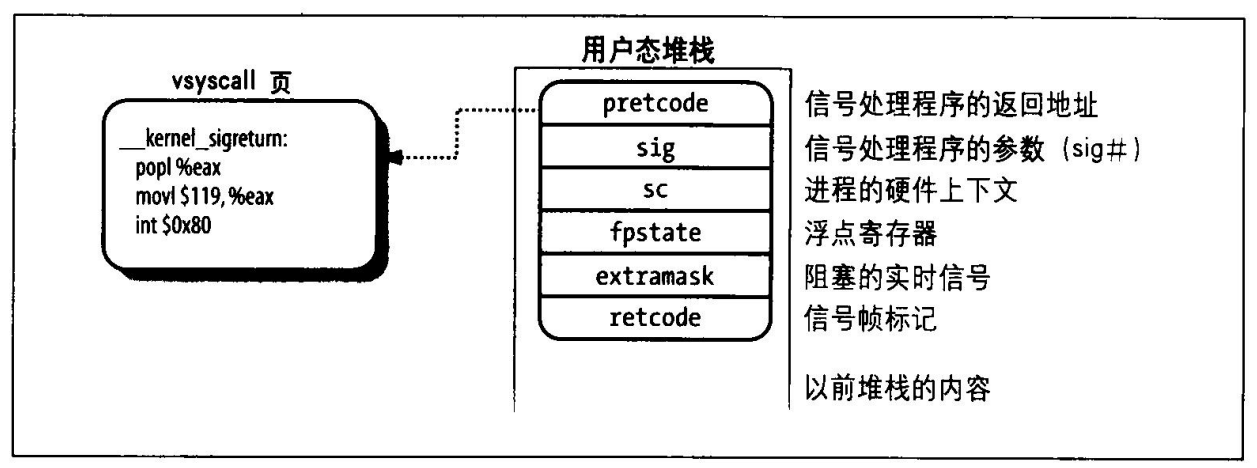 用户态堆栈
vsyscall 页
__kernel_sigreturn:
popl %eax
movl $119, %eax
int $0x80
pretcode 信号处理程序的返回地址
sig 信号处理程序的参数 (sig#)
sc 进程的硬件上下文
fpstate 浮点寄存器
extramask 阻塞的实时信号
retcode 信号帧标记
以前堆栈的内容